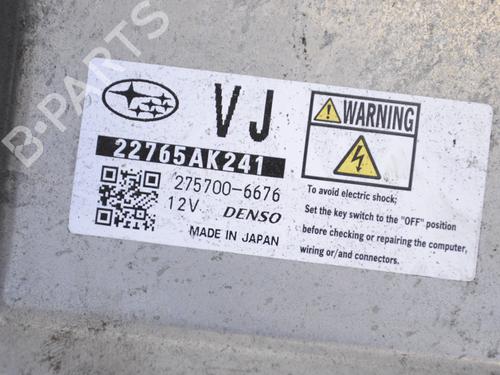 B-PARTS
VJ
22765AK241
275700-6676
12V DENSO
MADE IN JAPAN
WARNING
To avoid electric shock;
Set the key switch to the "OFF" position
before checking or repairing the computer,
wiring or/and connectors.